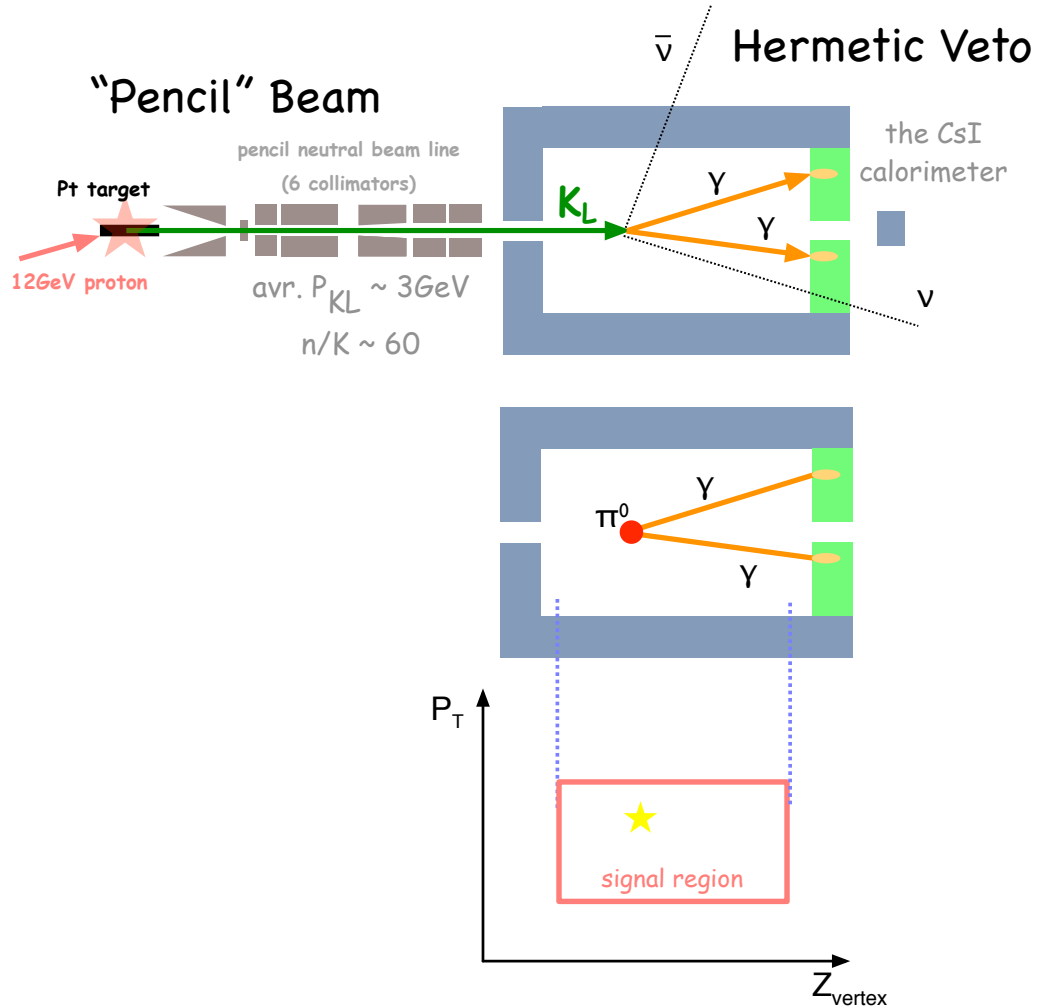 Hermetic Veto
ν̄
“Pencil” Beam
pencil neutral beam line
(6 collimators)
the CsI
calorimeter
Pt target
γ
K_L
γ
12GeV proton
avr. P_KL ~ 3GeV
n/K ~ 60
ν
γ
π⁰
γ
P_T
signal region
Z_vertex